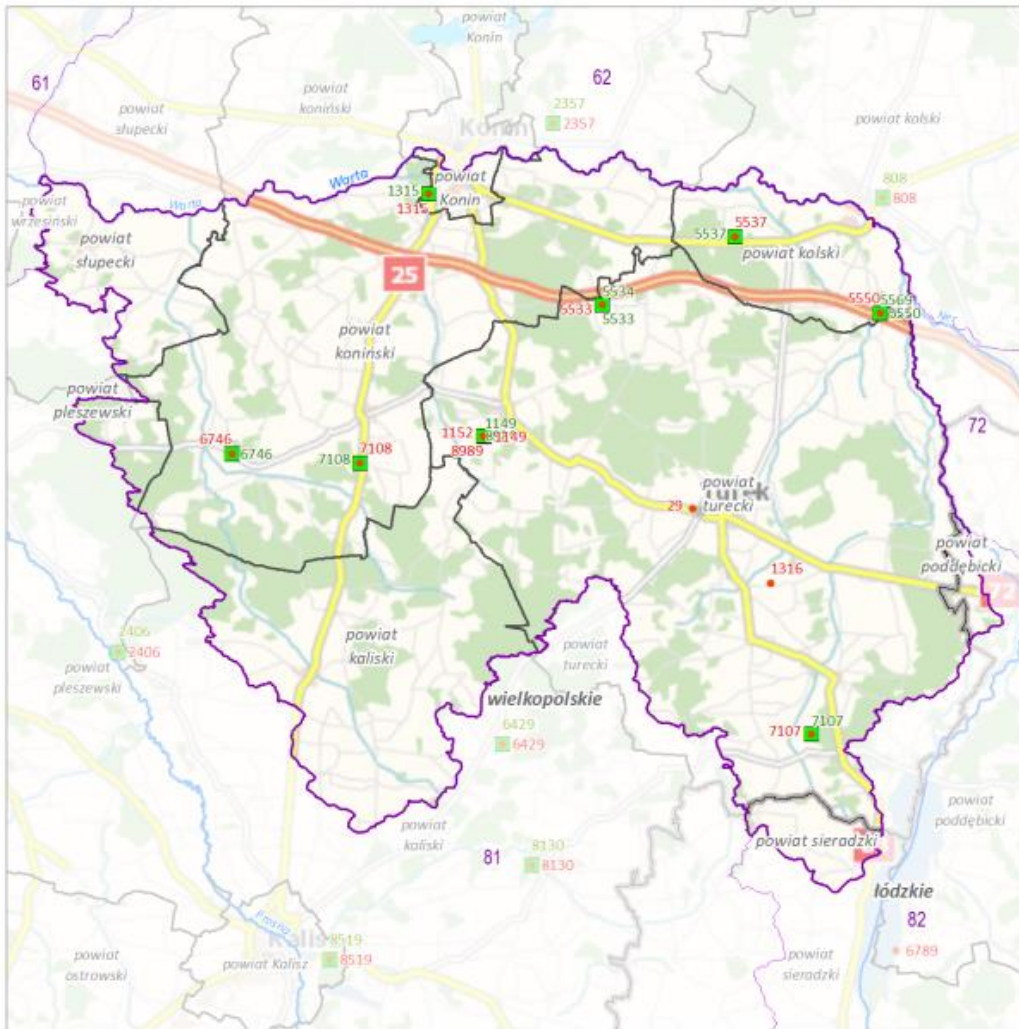 powiat
Konin
61
62
powiat
słupecki
powiat
koniński
2357
2357
Konin
powiat kolski
808
808
Warta
Warta
powiat
wrzesiński
powiat
słupecki
1315
1315
powiat
Konin
5537
5537
powiat kolski
25
5534
5533
5533
5550
5569
5550
powiat
koniński
powiat
pleszewski
72
6746
6746
7108
7108
1152
1149
8989
1149
29
Turek
powiat
turecki
powiat
poddębicki
72
1316
2406
2406
powiat
pleszewski
powiat
kaliski
powiat
turecki
wielkopolskie
6429
6429
7107
7107
powiat
kaliski
81
8130
8130
powiat sieradzki
powiat
poddębicki
łódzkie
82
6789
Prosna
8519
8519
powiat Kalisz
powiat
ostrowski
powiat
sieradzki